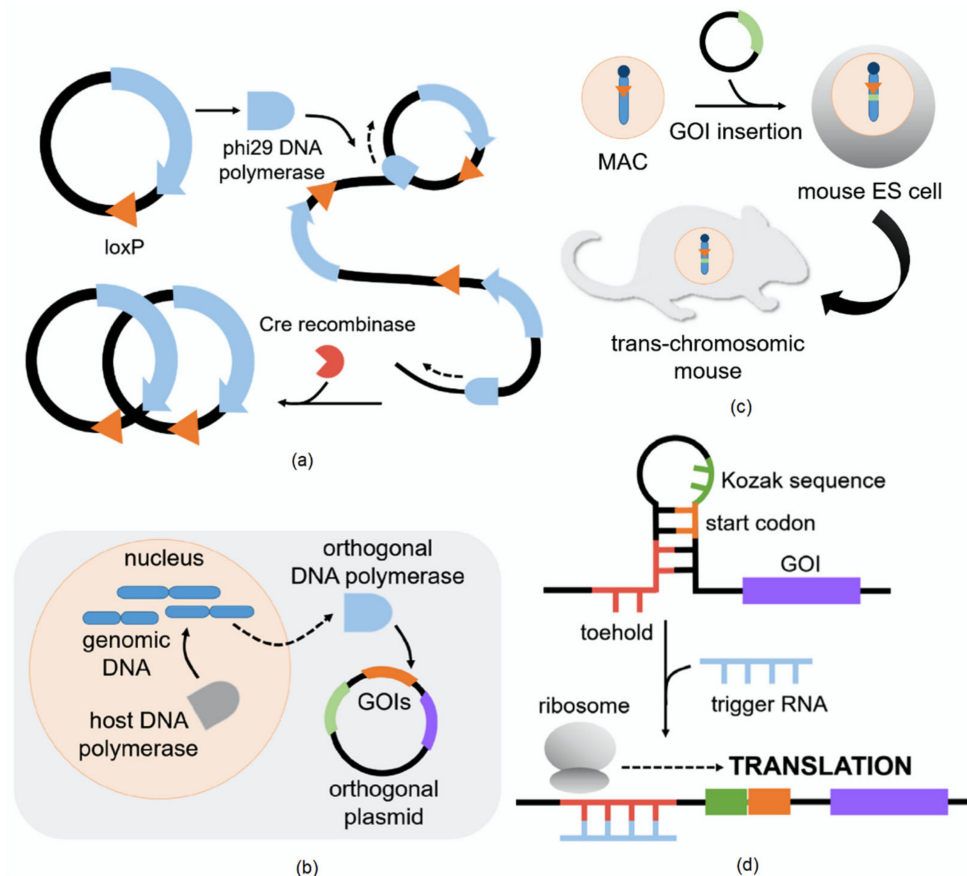 phi29 DNA
polymerase
loxP
Cre recombinase
(a)
MAC
GOI insertion
mouse ES cell
trans-chromosomic
mouse
(c)
nucleus
genomic
DNA
host DNA
polymerase
orthogonal
DNA polymerase
GOIs
orthogonal
plasmid
(b)
Kozak sequence
start codon
GOI
toehold
trigger RNA
ribosome
TRANSLATION
(d)